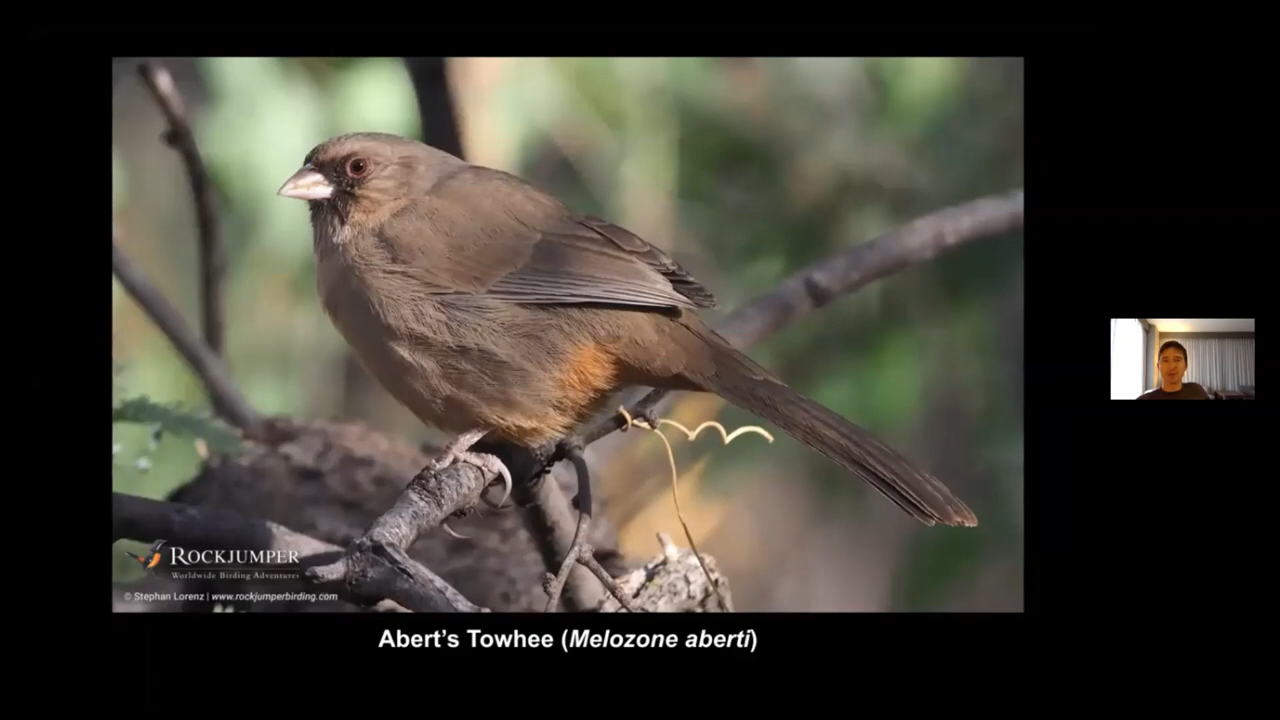 ROCKJUMPER
Worldwide Birding Adventures
© Stephan Lorenz | www.rockjumperbirding.com
Abert's Towhee (Melozone aberti)